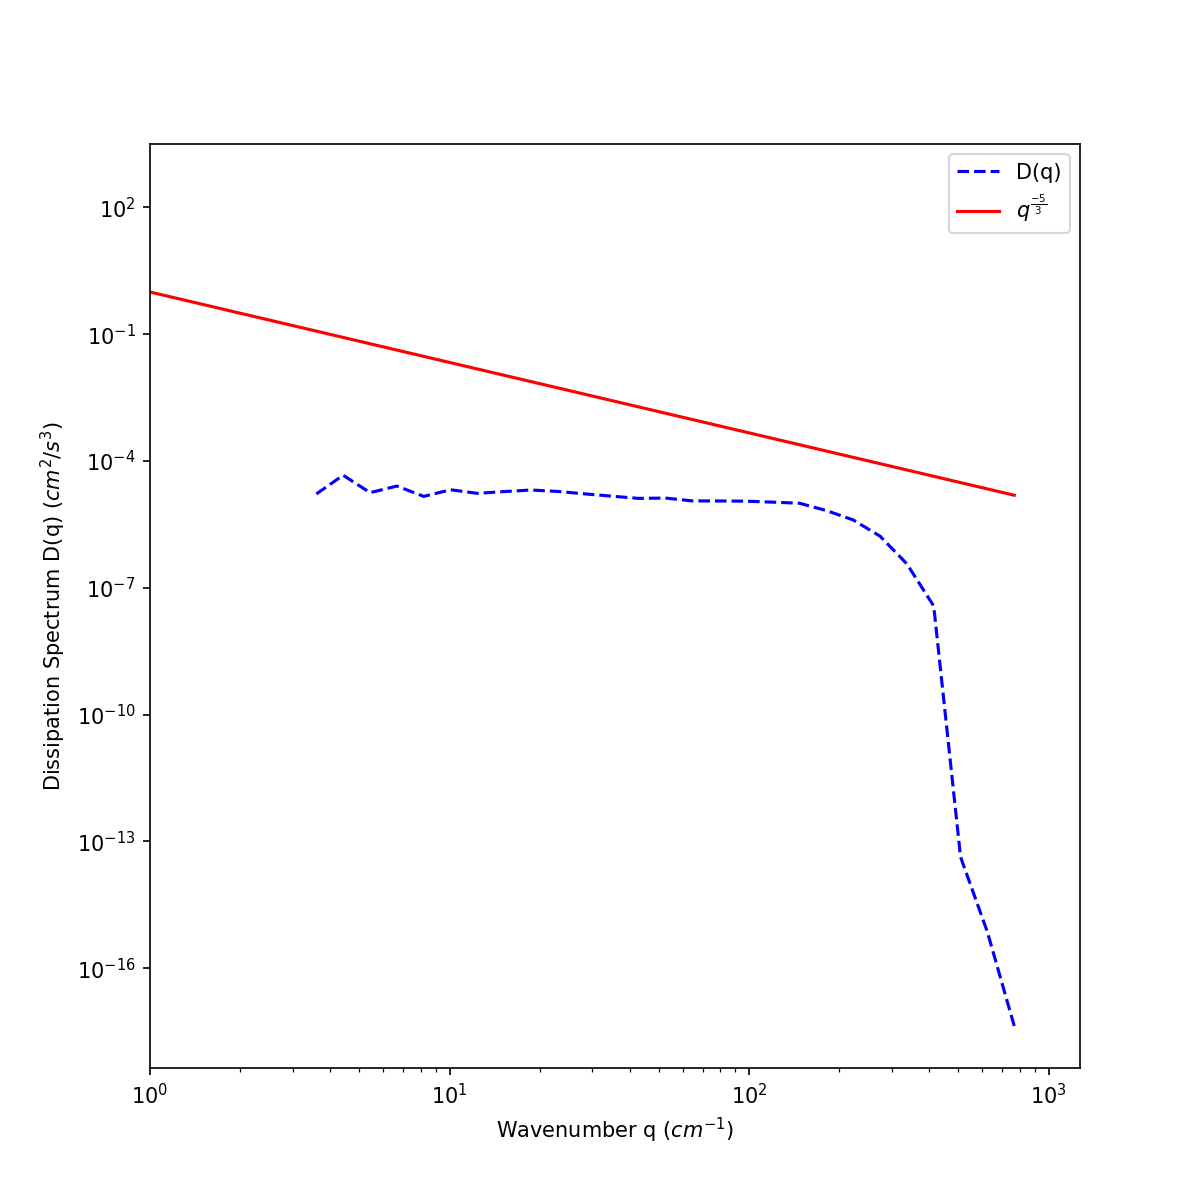 D(q)
q^{-5/3}
10^2
10^{-1}
10^{-4}
10^{-7}
10^{-10}
10^{-13}
10^{-16}
Dissipation Spectrum D(q) (cm^2/s^3)
10^0 10^1 10^2 10^3
Wavenumber q (cm^{-1})